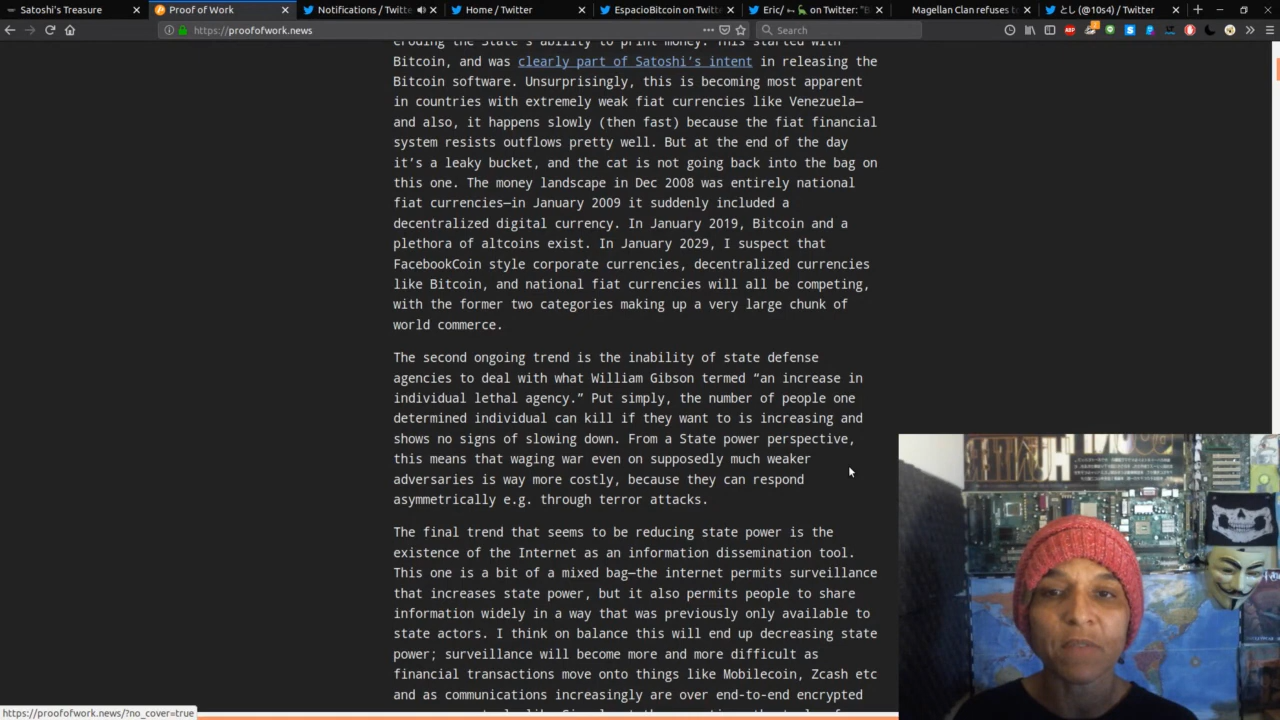 Satoshi's Treasure
Proof of Work
Notifications / Twitte
Home / Twitter
EspacioBitcoin on Twitt
Eric/ on Twitter: "B
Magellan Clan refuses t
とし (@10s4) / Twitter
https://proofofwork.news
Search
eroding the State's ability to print money. This started with
Bitcoin, and was clearly part of Satoshi's intent in releasing the
Bitcoin software. Unsurprisingly, this is becoming most apparent
in countries with extremely weak fiat currencies like Venezuela—
and also, it happens slowly (then fast) because the fiat financial
system resists outflows pretty well. But at the end of the day
it's a leaky bucket, and the cat is not going back into the bag on
this one. The money landscape in Dec 2008 was entirely national
fiat currencies—in January 2009 it suddenly included a
decentralized digital currency. In January 2019, Bitcoin and a
plethora of altcoins exist. In January 2029, I suspect that
FacebookCoin style corporate currencies, decentralized currencies
like Bitcoin, and national fiat currencies will all be competing,
with the former two categories making up a very large chunk of
world commerce.
The second ongoing trend is the inability of state defense
agencies to deal with what William Gibson termed “an increase in
individual lethal agency.” Put simply, the number of people one
determined individual can kill if they want to is increasing and
shows no signs of slowing down. From a State power perspective,
this means that waging war even on supposedly much weaker
adversaries is way more costly, because they can respond
asymmetrically e.g. through terror attacks.
The final trend that seems to be reducing state power is the
existence of the Internet as an information dissemination tool.
This one is a bit of a mixed bag—the internet permits surveillance
that increases state power, but it also permits people to share
information widely in a way that was previously only available to
state actors. I think on balance this will end up decreasing state
power; surveillance will become more and more difficult as
financial transactions move onto things like Mobilecoin, Zcash etc
and as communications increasingly are over end-to-end encrypted
https://proofofwork.news/?no_cover=true
HUNTER